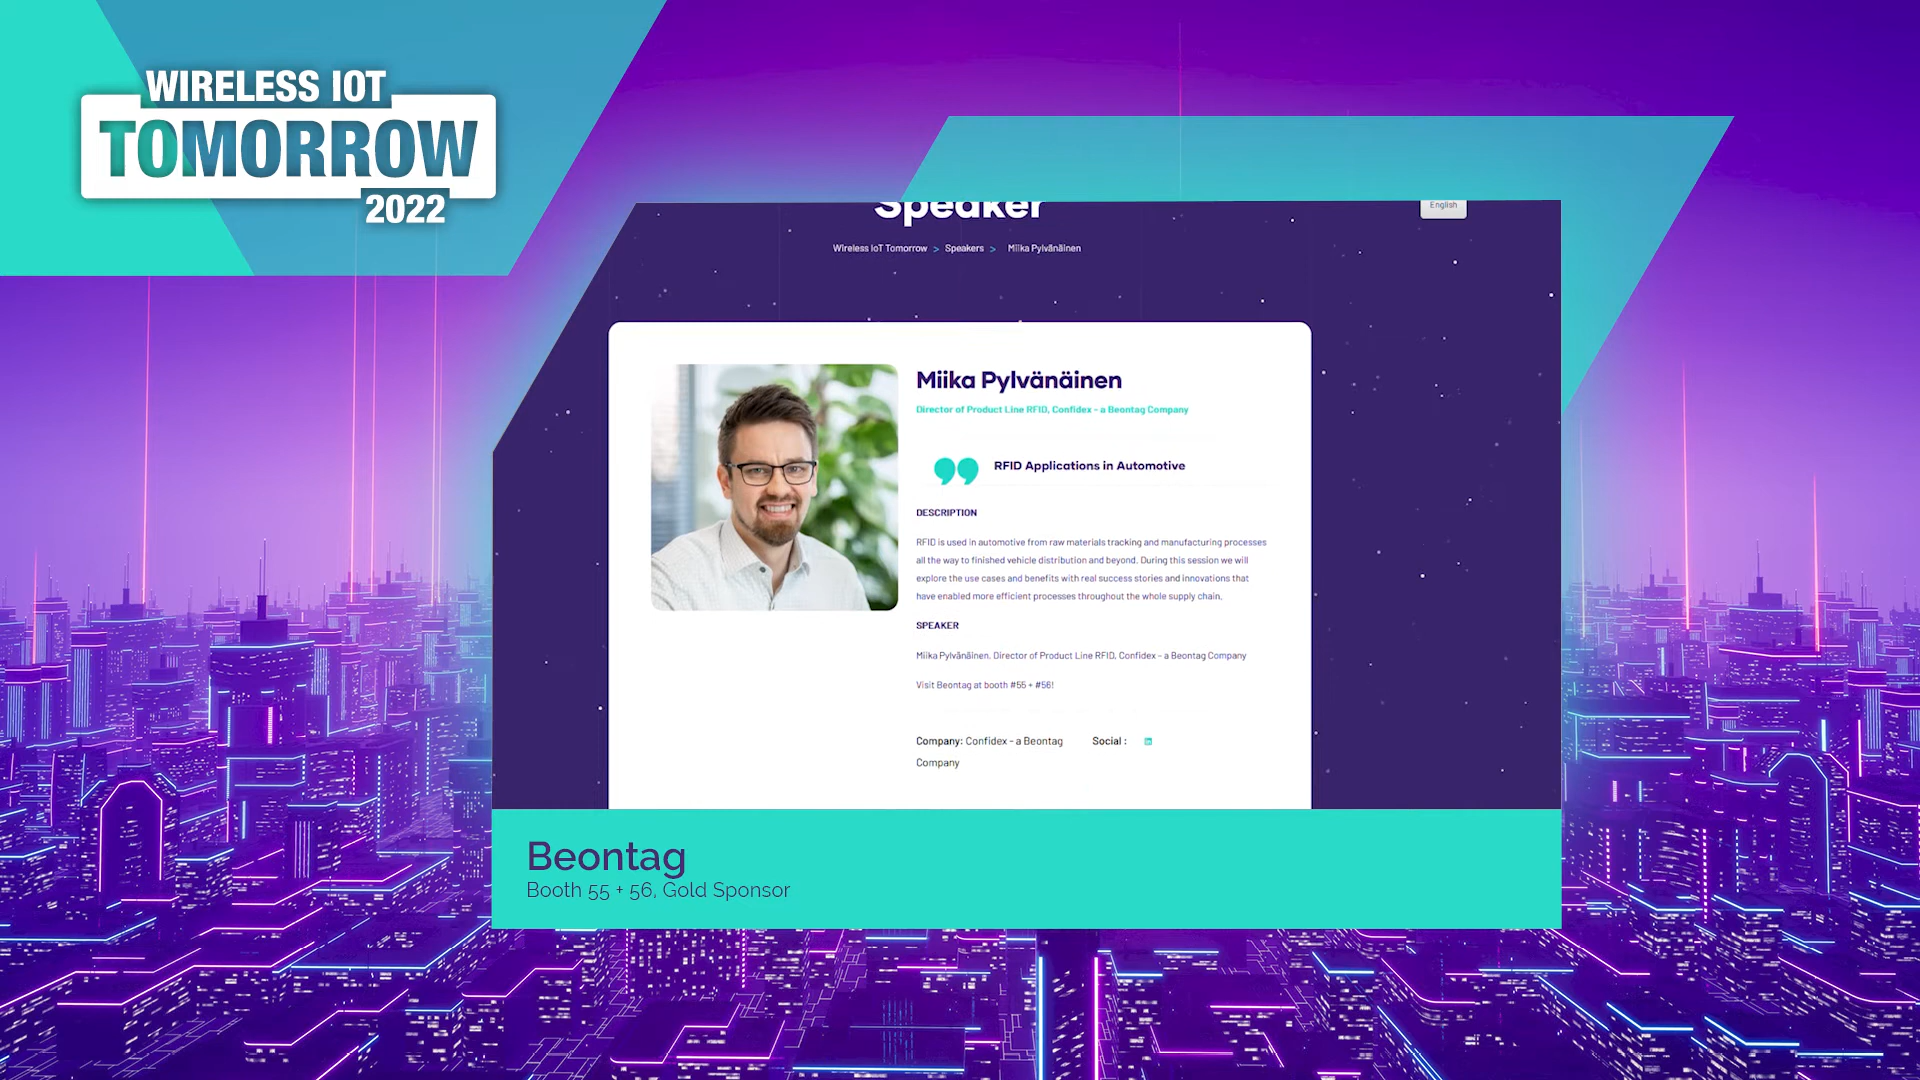 WIRELESS IOT
TOMORROW
2022
Speaker
English
Wireless IoT Tomorrow > Speakers > Miika Pylvänäinen
Miika Pylvänäinen
Director of Product Line RFID, Confidex - a Beontag Company
RFID Applications in Automotive
DESCRIPTION
RFID is used in automotive from raw materials tracking and manufacturing processes
all the way to finished vehicle distribution and beyond. During this session we will
explore the use cases and benefits with real success stories and innovations that
have enabled more efficient processes throughout the whole supply chain.
SPEAKER
Miika Pylvänäinen, Director of Product Line RFID, Confidex – a Beontag Company
Visit Beontag at booth #55 + #56!
Company: Confidex - a Beontag
Company
Social :
in
Beontag
Booth 55 + 56, Gold Sponsor